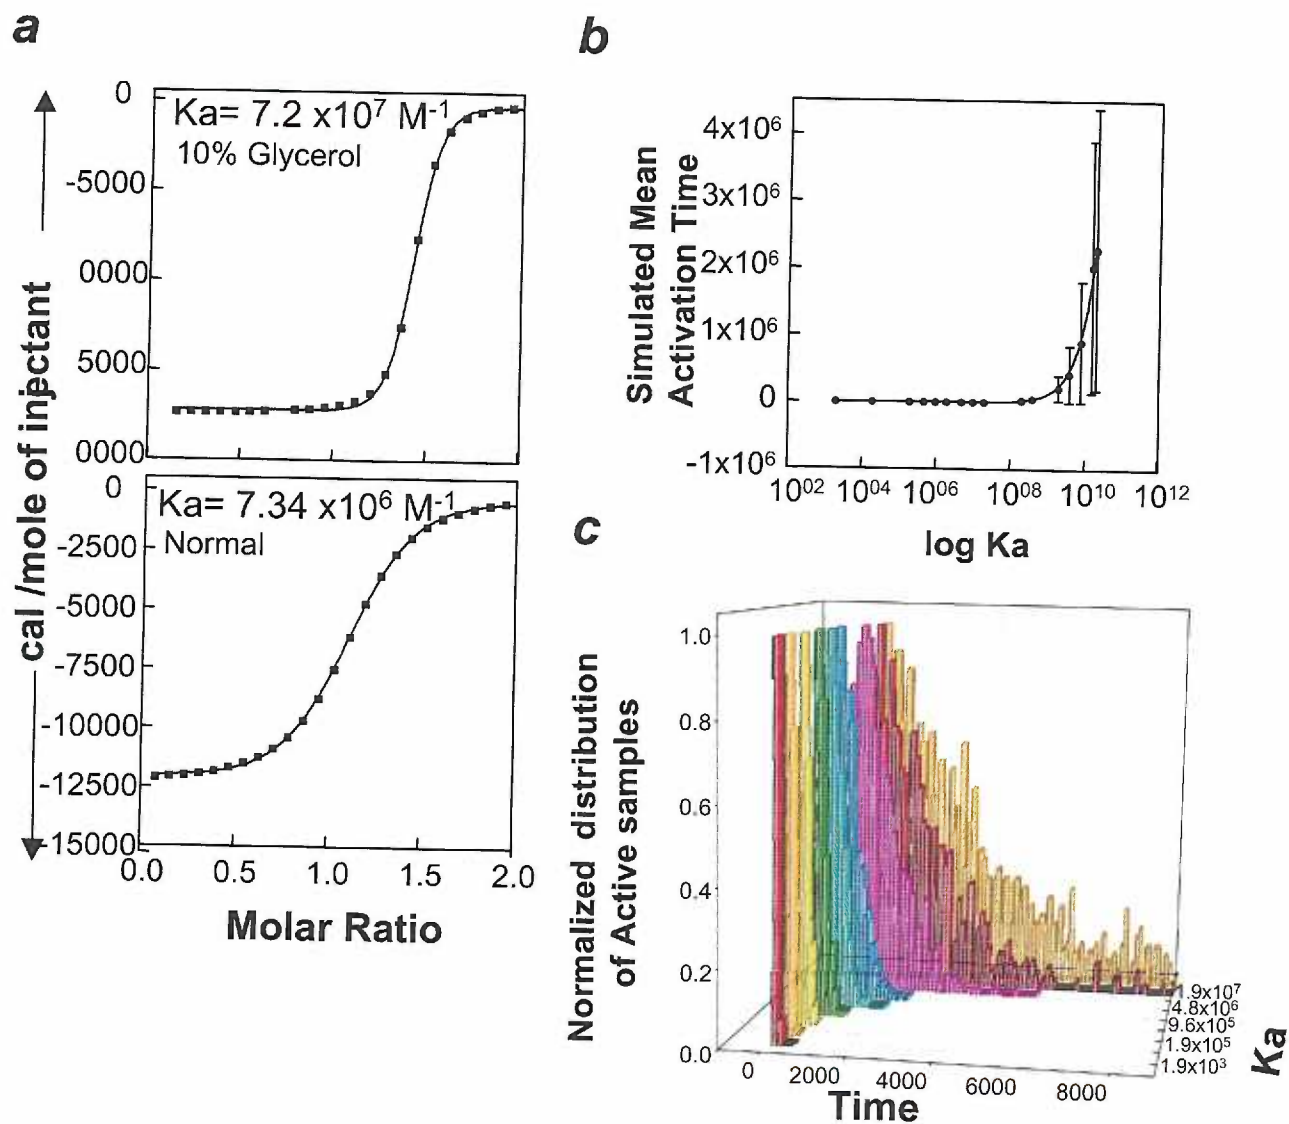 a
b
0
Ka= 7.2 x10⁷ M⁻¹
10% Glycerol
-5000
0000
5000
0000
cal /mole of injectant
0
Ka= 7.34 x10⁶ M⁻¹
Normal
-2500
-5000
-7500
-10000
-12500
-15000
0.0 0.5 1.0 1.5 2.0
Molar Ratio
Simulated Mean
Activation Time
4x10⁶
3x10⁶
2x10⁶
1x10⁶
0
-1x10⁶
10⁰² 10⁰⁴ 10⁰⁶ 10⁰⁸ 10¹⁰ 10¹²
log Ka
c
Normalized distribution
of Active samples
1.0
0.8
0.6
0.4
0.2
0.0
0 2000 4000 6000 8000
Time
1.9x10⁷
4.8x10⁶
9.6x10⁵
1.9x10⁵
1.9x10³
Ka